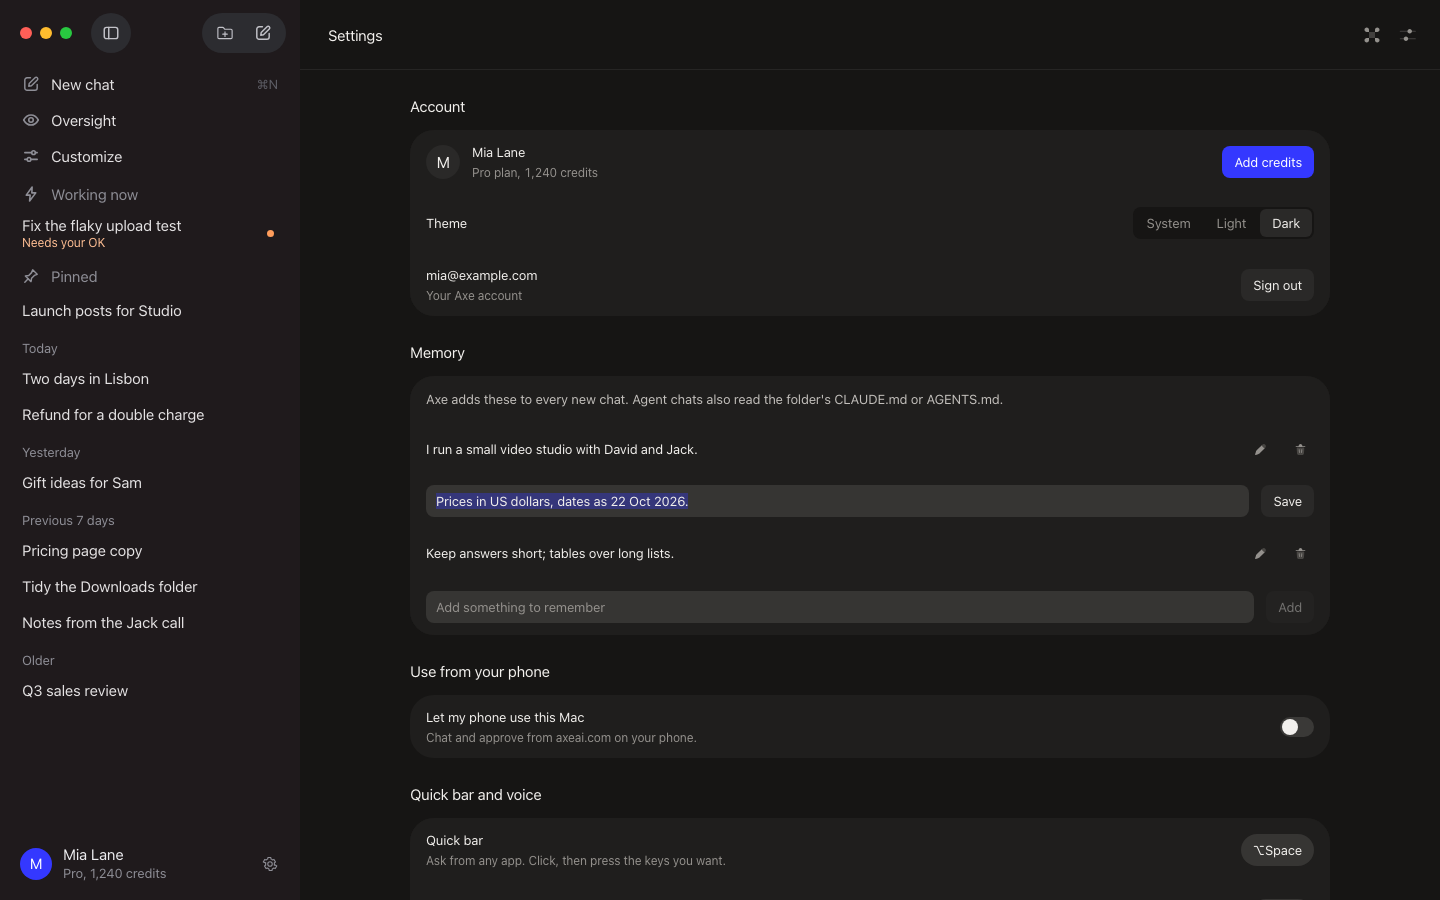 Settings
New chat
⌘N
Oversight
Customize
Working now
Fix the flaky upload test
Needs your OK
Pinned
Launch posts for Studio
Today
Two days in Lisbon
Refund for a double charge
Yesterday
Gift ideas for Sam
Previous 7 days
Pricing page copy
Tidy the Downloads folder
Notes from the Jack call
Older
Q3 sales review
M
Mia Lane
Pro, 1,240 credits
Account
M
Mia Lane
Pro plan, 1,240 credits
Add credits
Theme
System
Light
Dark
mia@example.com
Your Axe account
Sign out
Memory
Axe adds these to every new chat. Agent chats also read the folder's CLAUDE.md or AGENTS.md.
I run a small video studio with David and Jack.
Prices in US dollars, dates as 22 Oct 2026.
Save
Keep answers short; tables over long lists.
Add something to remember
Add
Use from your phone
Let my phone use this Mac
Chat and approve from axeai.com on your phone.
Quick bar and voice
Quick bar
Ask from any app. Click, then press the keys you want.
⌥Space